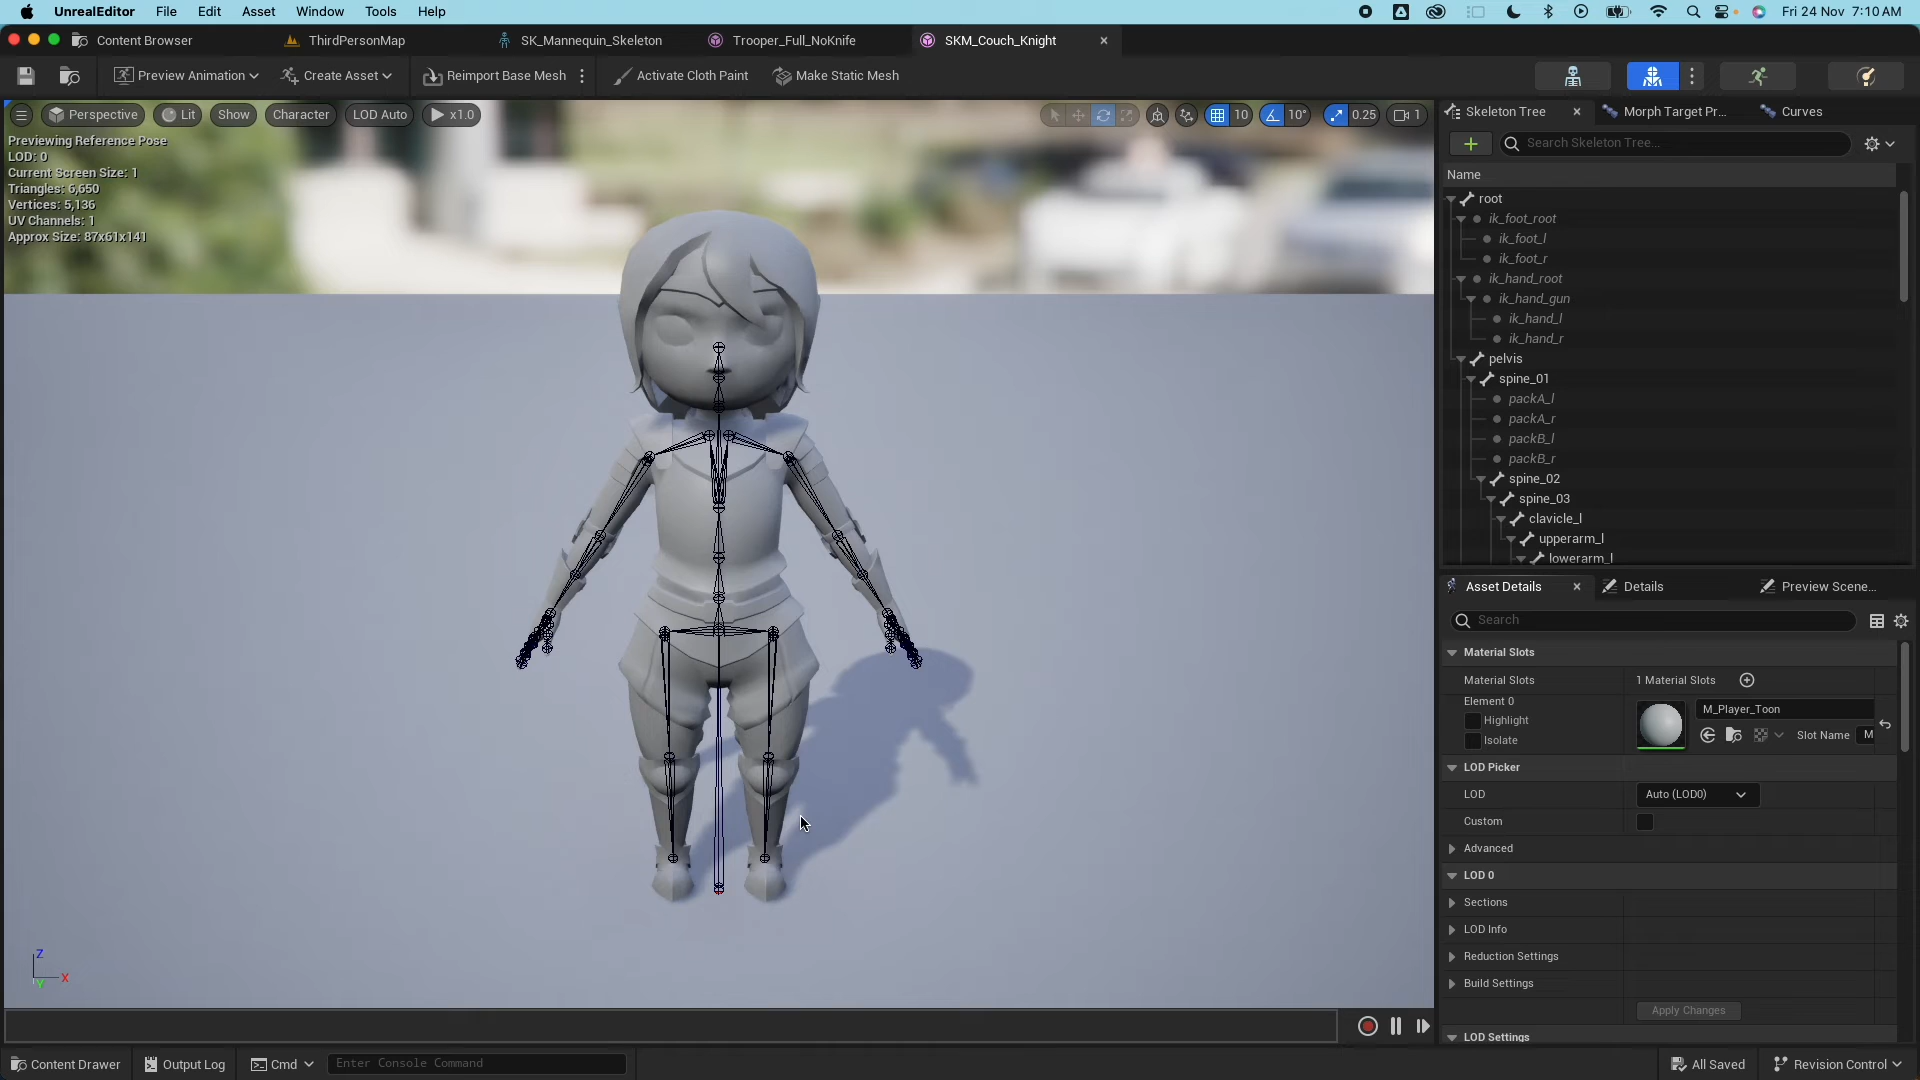 UnrealEditor File Edit Asset Window Tools Help Fri 24 Nov 7:10 AM
Content Browser ThirdPersonMap SK_Mannequin_Skeleton Trooper_Full_NoKnife SKM_Couch_Knight
Preview Animation Create Asset Reimport Base Mesh Activate Cloth Paint Make Static Mesh
Perspective Lit Show Character LOD Auto x1.0 10 10° 0.25 1
Previewing Reference Pose
LOD: 0
Current Screen Size: 1
Triangles: 6,650
Vertices: 5,136
UV Channels: 1
Approx Size: 87x61x141
Z
X
Y
Skeleton Tree Morph Target Pr... Curves
Search Skeleton Tree...
Name
root
ik_foot_root
ik_foot_l
ik_foot_r
ik_hand_root
ik_hand_gun
ik_hand_l
ik_hand_r
pelvis
spine_01
packA_l
packA_r
packB_l
packB_r
spine_02
spine_03
clavicle_l
upperarm_l
lowerarm_l
Asset Details Details Preview Scene...
Search
Material Slots
Material Slots 1 Material Slots
Element 0
Highlight
Isolate
M_Player_Toon
Slot Name M
LOD Picker
LOD Auto (LOD0)
Custom
Advanced
LOD 0
Sections
LOD Info
Reduction Settings
Build Settings
Apply Changes
LOD Settings
Content Drawer Output Log Cmd Enter Console Command All Saved Revision Control